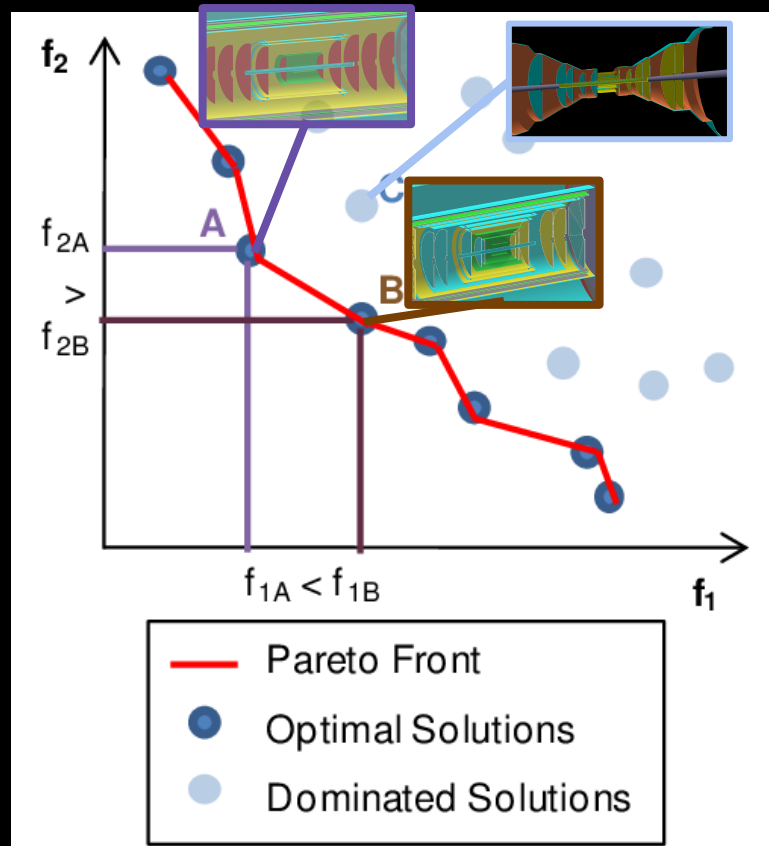 f₂
C
A
f₂A
B
>
f₂B
f₁A < f₁B
f₁
Pareto Front
Optimal Solutions
Dominated Solutions